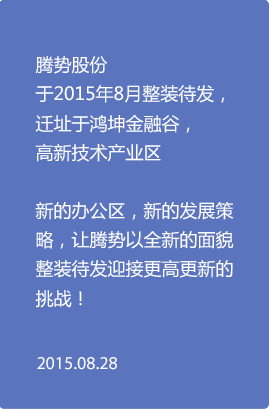 腾势股份
于2015年8月整装待发，
迁址于鸿坤金融谷，
高新技术产业区
新的办公区，新的发展策
略，让腾势以全新的面貌
整装待发迎接更高更新的
挑战！
2015.08.28